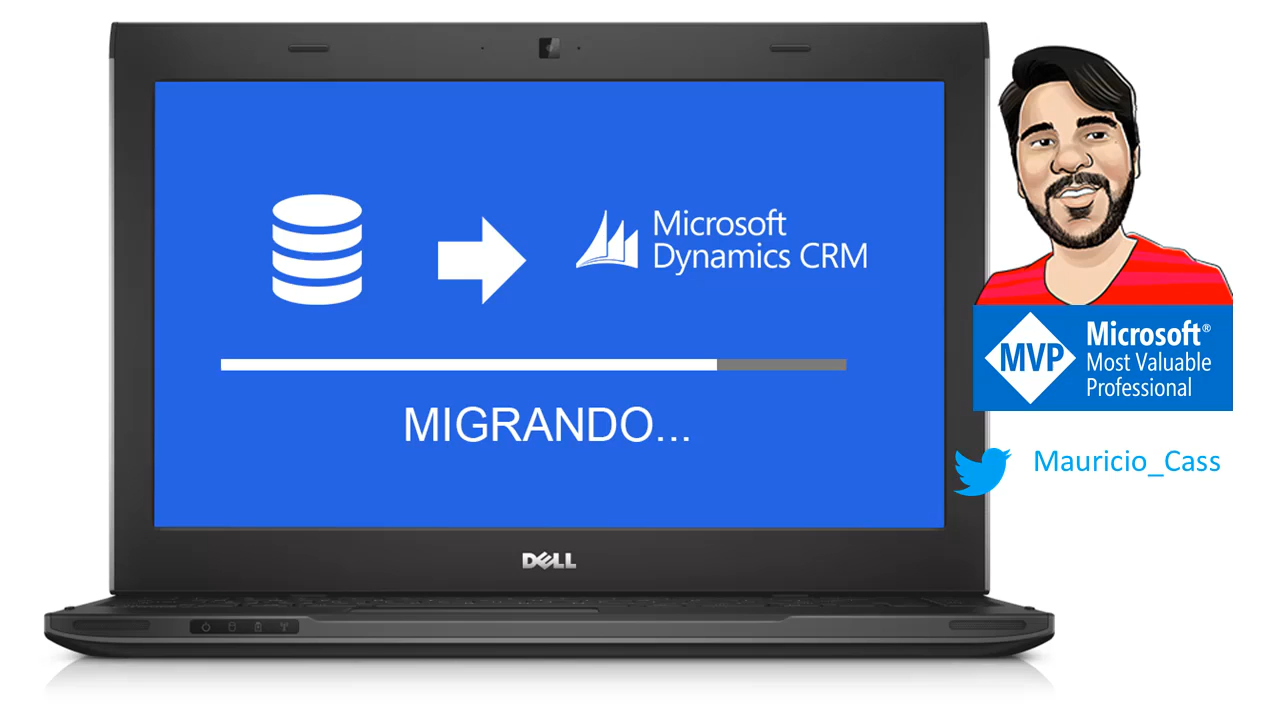 Microsoft
Dynamics CRM
MIGRANDO...
DELL
MVP
Microsoft®
Most Valuable
Professional
Mauricio_Cass